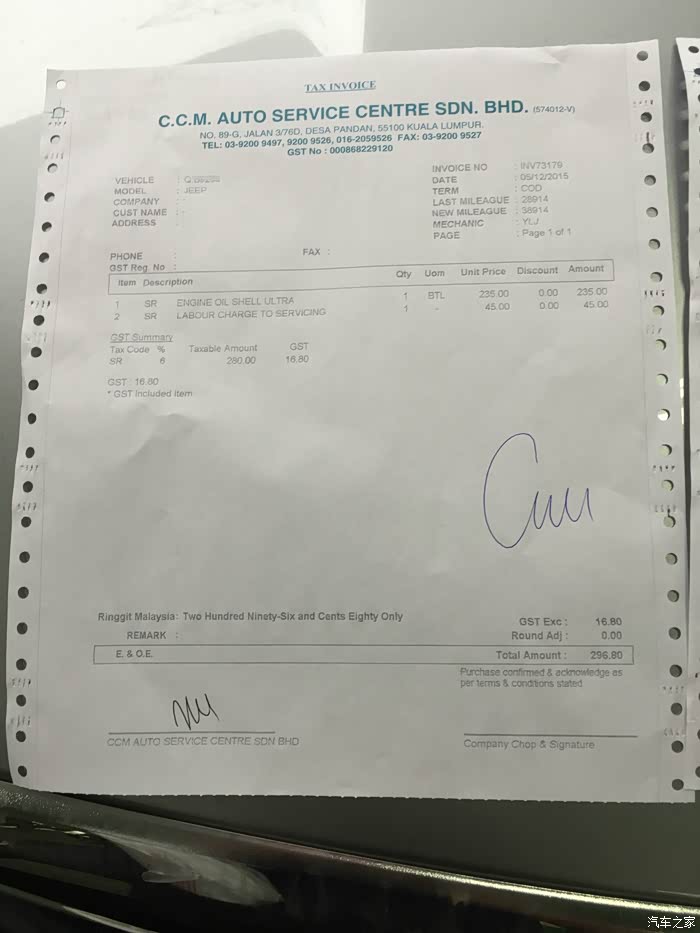 TAX INVOICE
C.C.M. AUTO SERVICE CENTRE SDN. BHD. (574012-V)
NO. 89-G, JALAN 3/76D, DESA PANDAN, 55100 KUALA LUMPUR.
TEL: 03-9200 9497, 9200 9526, 016-2059526 FAX: 03-9200 9527
GST No : 000868229120
VEHICLE :
MODEL : JEEP
COMPANY :
CUST NAME : -
ADDRESS :
INVOICE NO : INV73179
DATE : 05/12/2015
TERM : COD
LAST MILEAGE : 28914
NEW MILEAGE : 38914
MECHANIC : YLJ
PAGE : Page 1 of 1
PHONE : FAX :
GST Reg. No :
Item Description Qty Uom Unit Price Discount Amount
1 SR ENGINE OIL SHELL ULTRA 1 BTL 235.00 0.00 235.00
2 SR LABOUR CHARGE TO SERVICING 1 - 45.00 0.00 45.00
GST Summary
Tax Code % Taxable Amount GST
SR 6 280.00 16.80
GST : 16.80
* GST Included Item
Ringgit Malaysia: Two Hundred Ninety-Six and Cents Eighty Only
GST Exc : 16.80
REMARK : Round Adj : 0.00
E. & O.E. Total Amount : 296.80
Purchase confirmed & acknowledge as
per terms & conditions stated
CCM AUTO SERVICE CENTRE SDN BHD
Company Chop & Signature
汽车之家